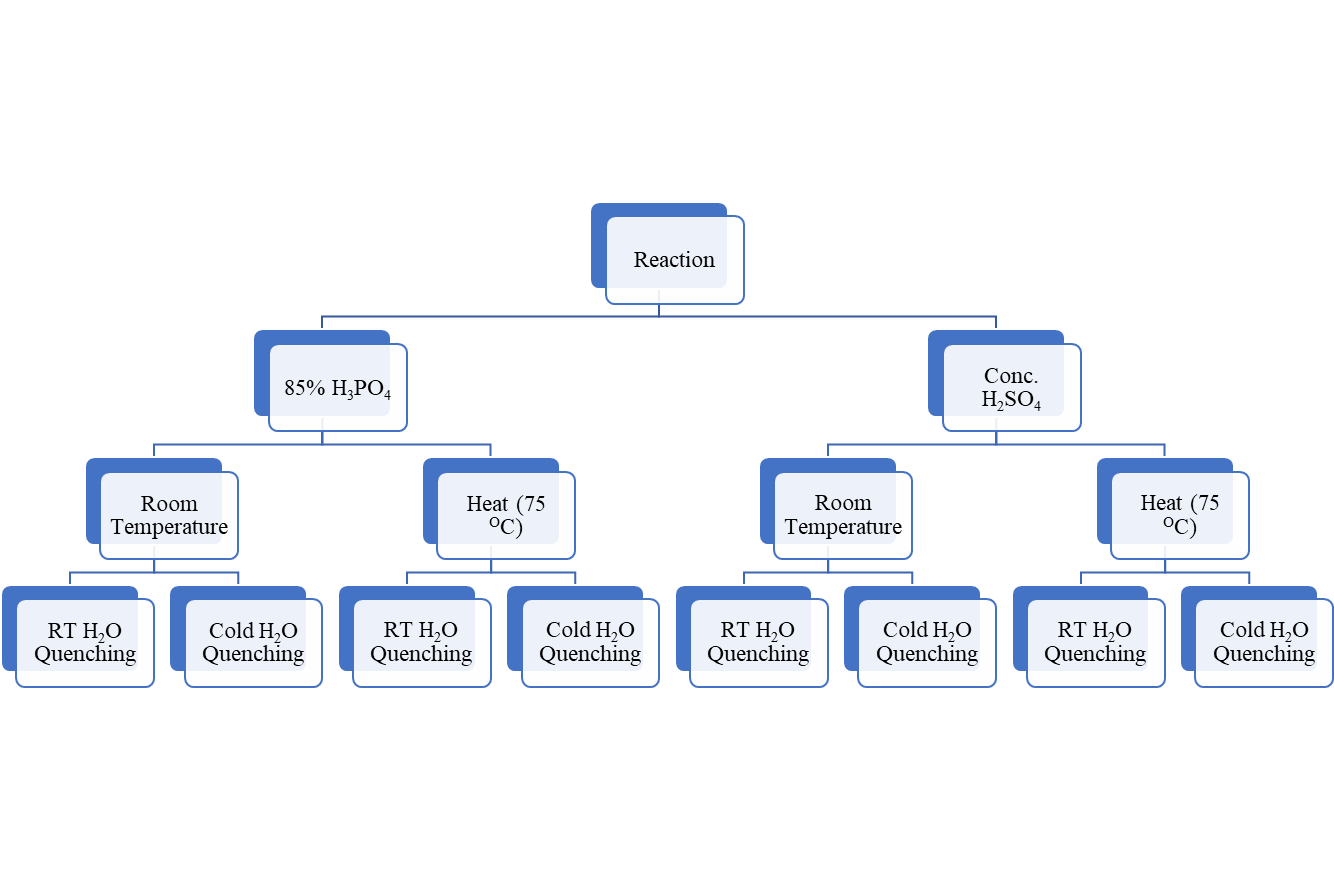 Reaction
85% H₃PO₄
Conc.
H₂SO₄
Room
Temperature
Heat (75
ᴼC)
Room
Temperature
Heat (75
ᴼC)
RT H₂O
Quenching
Cold H₂O
Quenching
RT H₂O
Quenching
Cold H₂O
Quenching
RT H₂O
Quenching
Cold H₂O
Quenching
RT H₂O
Quenching
Cold H₂O
Quenching